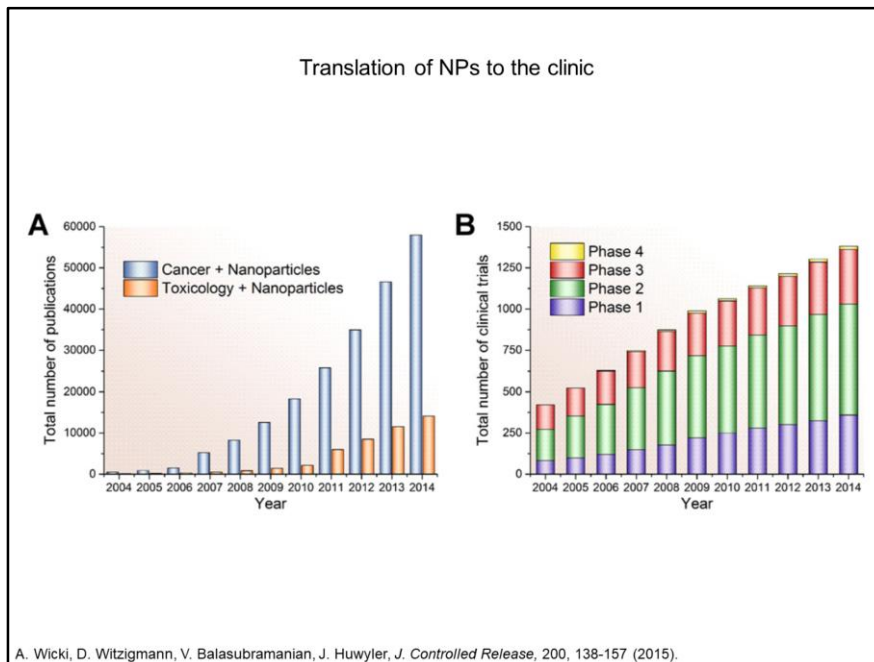 Translation of NPs to the clinic
A
Total number of publications
60000
50000
40000
30000
20000
10000
0
Cancer + Nanoparticles
Toxicology + Nanoparticles
2004 2005 2006 2007 2008 2009 2010 2011 2012 2013 2014
Year
B
Total number of clinical trials
1500
1250
1000
750
500
250
0
Phase 4
Phase 3
Phase 2
Phase 1
2004 2005 2006 2007 2008 2009 2010 2011 2012 2013 2014
Year
A. Wicki, D. Witzigmann, V. Balasubramanian, J. Huwyler, J. Controlled Release, 200, 138-157 (2015).